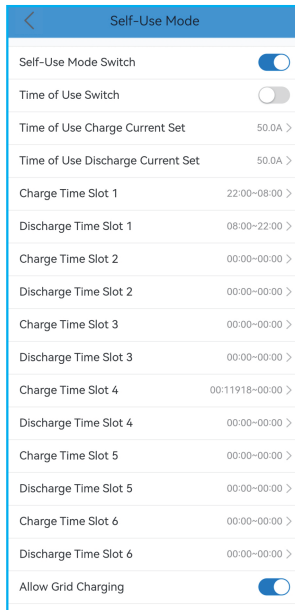 Self-Use Mode
Self-Use Mode Switch
Time of Use Switch
Time of Use Charge Current Set 50.0A
Time of Use Discharge Current Set 50.0A
Charge Time Slot 1 22:00~08:00
Discharge Time Slot 1 08:00~22:00
Charge Time Slot 2 00:00~00:00
Discharge Time Slot 2 00:00~00:00
Charge Time Slot 3 00:00~00:00
Discharge Time Slot 3 00:00~00:00
Charge Time Slot 4 00:11918~00:00
Discharge Time Slot 4 00:00~00:00
Charge Time Slot 5 00:00~00:00
Discharge Time Slot 5 00:00~00:00
Charge Time Slot 6 00:00~00:00
Discharge Time Slot 6 00:00~00:00
Allow Grid Charging